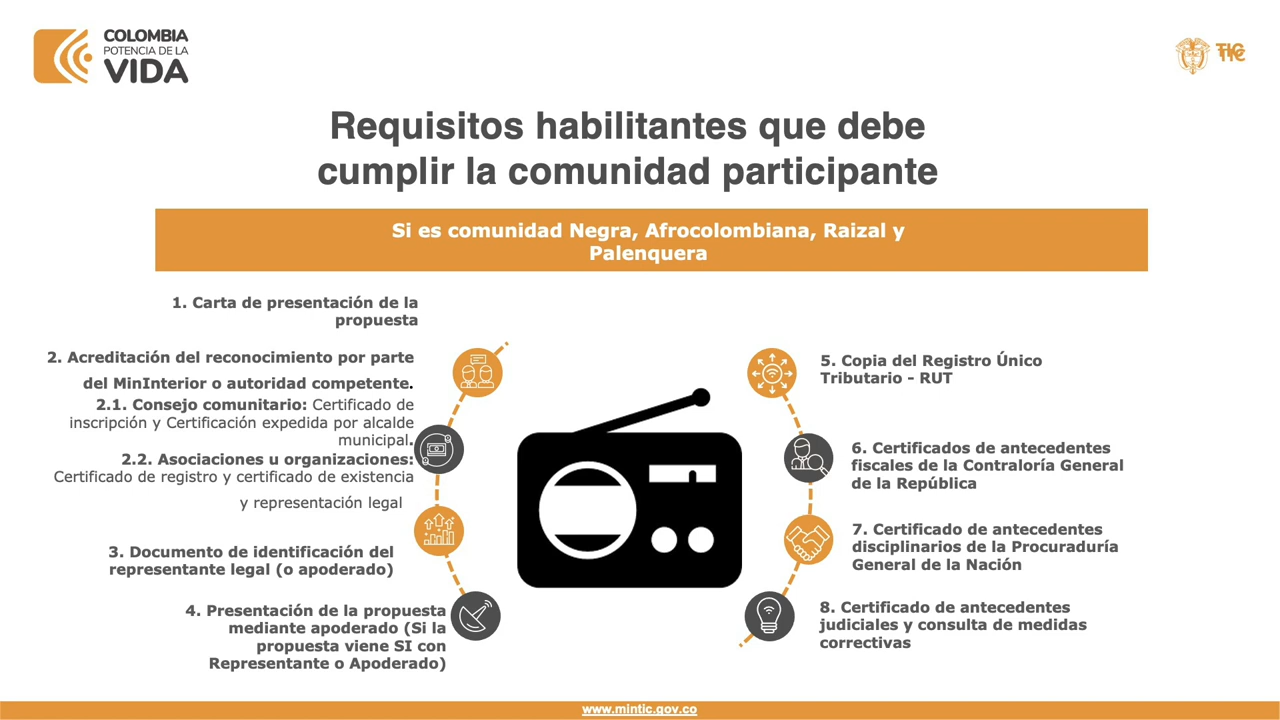 COLOMBIA
POTENCIA DE LA
VIDA
TIC
Requisitos habilitantes que debe
cumplir la comunidad participante
Si es comunidad Negra, Afrocolombiana, Raizal y
Palenquera
1. Carta de presentación de la
propuesta
2. Acreditación del reconocimiento por parte
del MinInterior o autoridad competente.
2.1. Consejo comunitario: Certificado de
inscripción y Certificación expedida por alcalde
municipal.
2.2. Asociaciones u organizaciones:
Certificado de registro y certificado de existencia
y representación legal
3. Documento de identificación del
representante legal (o apoderado)
4. Presentación de la propuesta
mediante apoderado (Si la
propuesta viene SI con
Representante o Apoderado)
5. Copia del Registro Único
Tributario - RUT
6. Certificados de antecedentes
fiscales de la Contraloría General
de la República
7. Certificado de antecedentes
disciplinarios de la Procuraduría
General de la Nación
8. Certificado de antecedentes
judiciales y consulta de medidas
correctivas
www.mintic.gov.co